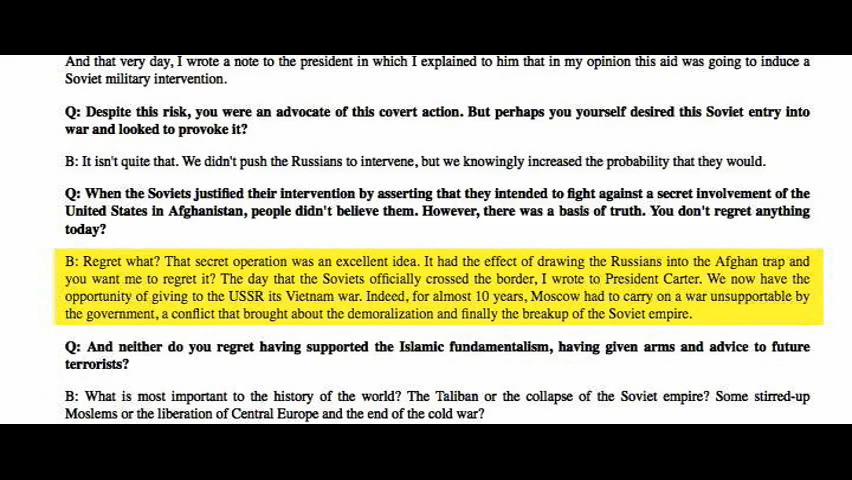 And that very day, I wrote a note to the president in which I explained to him that in my opinion this aid was going to induce a
Soviet military intervention.
Q: Despite this risk, you were an advocate of this covert action. But perhaps you yourself desired this Soviet entry into
war and looked to provoke it?
B: It isn't quite that. We didn't push the Russians to intervene, but we knowingly increased the probability that they would.
Q: When the Soviets justified their intervention by asserting that they intended to fight against a secret involvement of the
United States in Afghanistan, people didn't believe them. However, there was a basis of truth. You don't regret anything
today?
B: Regret what? That secret operation was an excellent idea. It had the effect of drawing the Russians into the Afghan trap and
you want me to regret it? The day that the Soviets officially crossed the border, I wrote to President Carter. We now have the
opportunity of giving to the USSR its Vietnam war. Indeed, for almost 10 years, Moscow had to carry on a war unsupportable by
the government, a conflict that brought about the demoralization and finally the breakup of the Soviet empire.
Q: And neither do you regret having supported the Islamic fundamentalism, having given arms and advice to future
terrorists?
B: What is most important to the history of the world? The Taliban or the collapse of the Soviet empire? Some stirred-up
Moslems or the liberation of Central Europe and the end of the cold war?